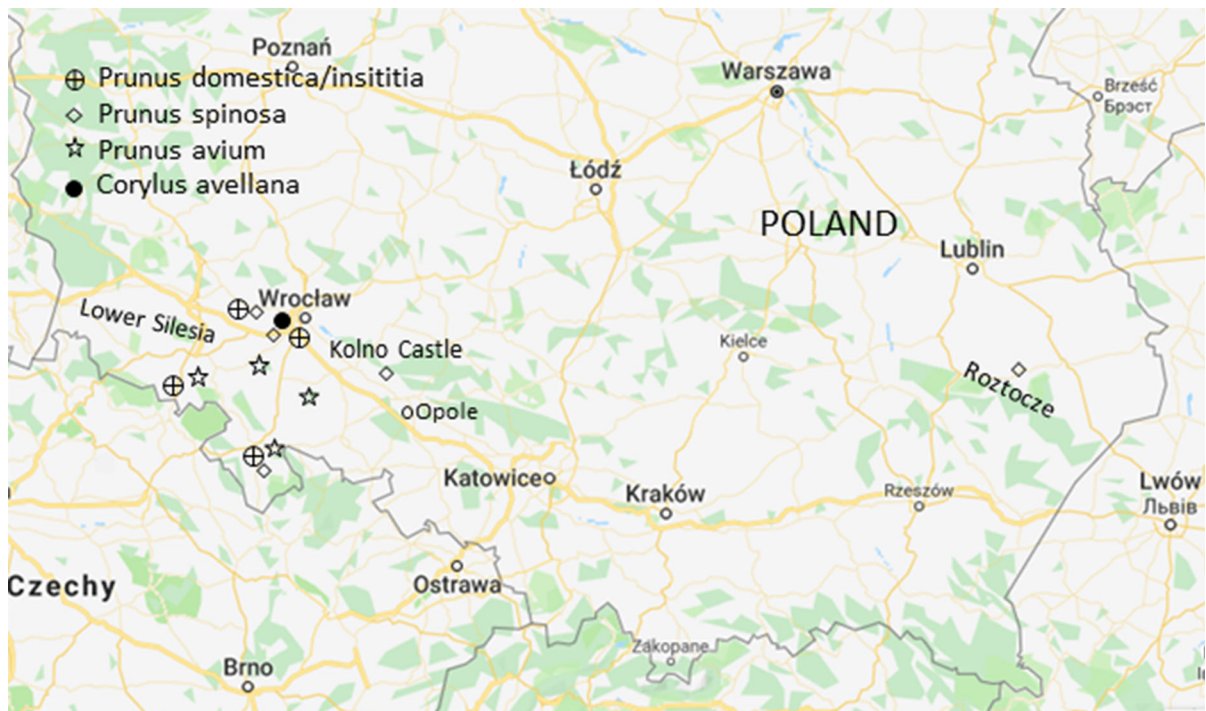 Poznań
Prunus domestica/insititia
Prunus spinosa
Prunus avium
Corylus avellana
Warszawa
Brześć
Брэст
Łódź
POLAND
Lublin
Wrocław
Lower Silesia
Kolno Castle
Kielce
Roztocze
oOpole
Katowice
Kraków
Rzeszów
Lwów
Львів
Czechy
Ostrawa
Zakopane
Brno